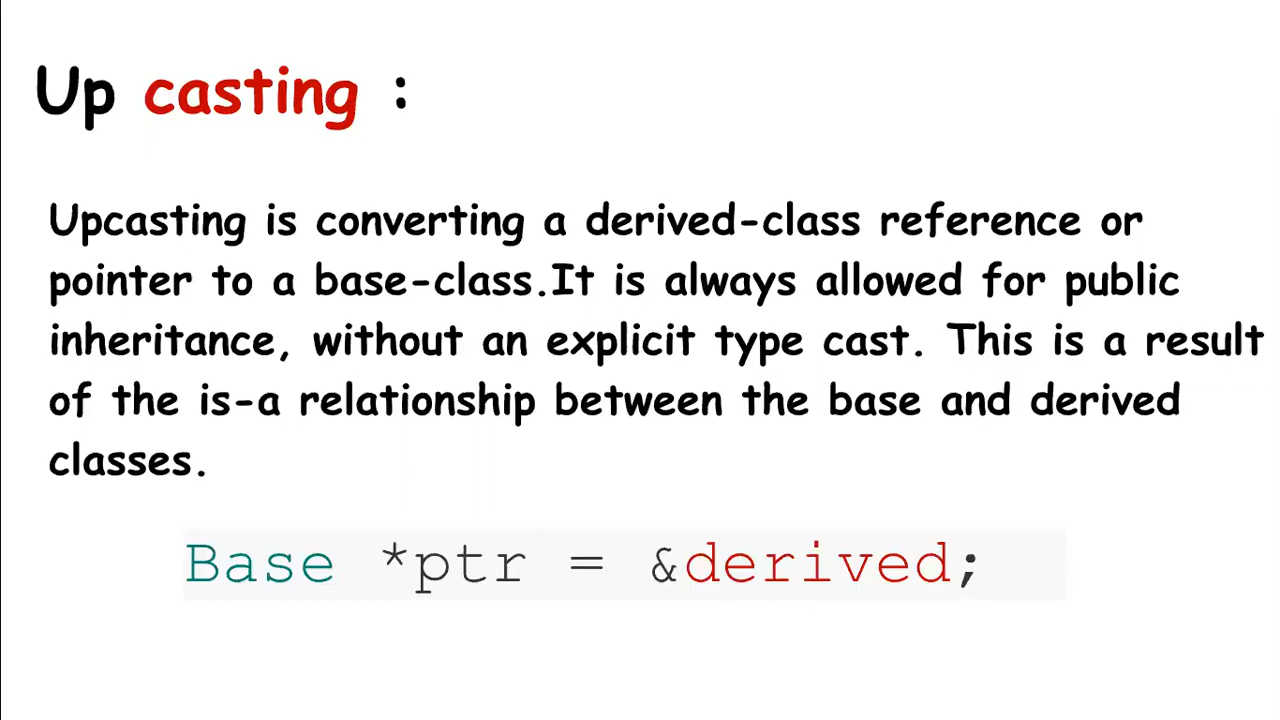 Up casting :
Upcasting is converting a derived-class reference or
pointer to a base-class.It is always allowed for public
inheritance, without an explicit type cast. This is a result
of the is-a relationship between the base and derived
classes.
Base *ptr = &derived;